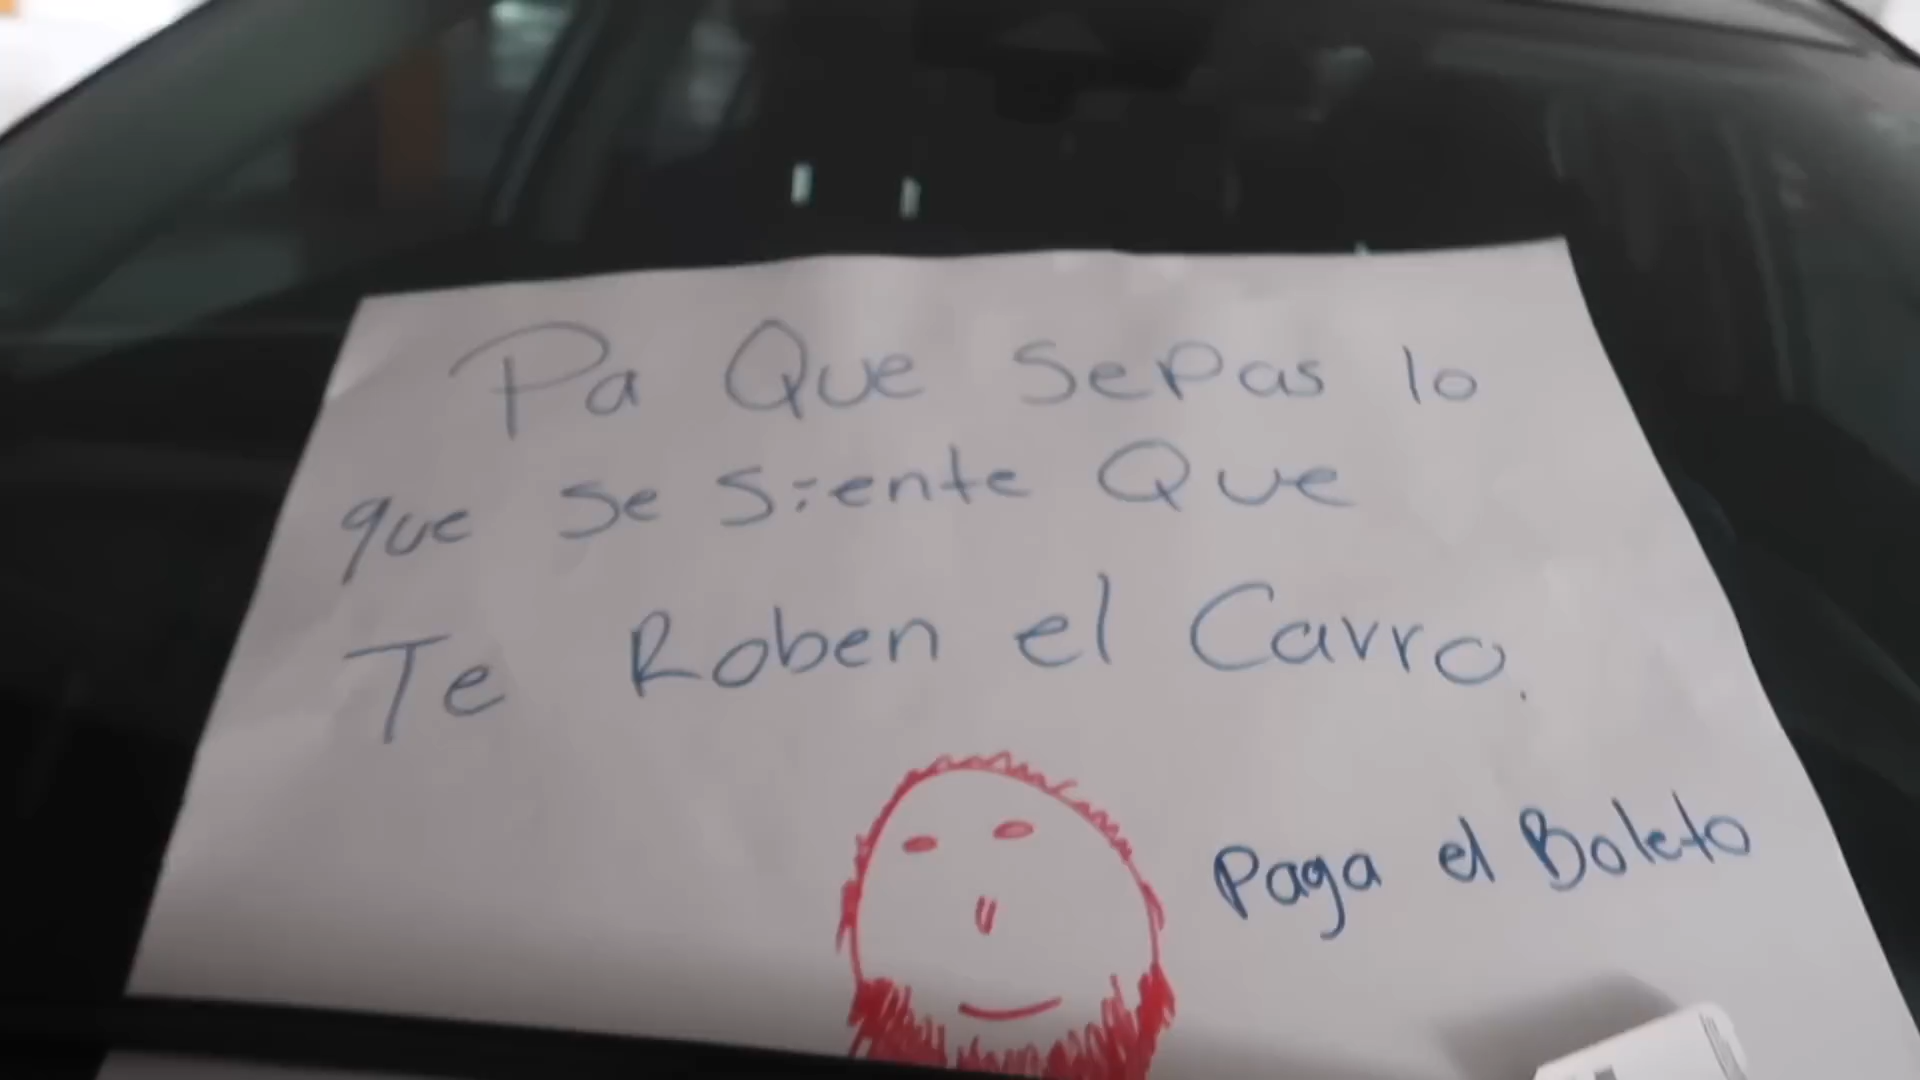 Pa Que sepas lo
que se siente Que
Te Roben el Carro.
Paga el Boleto